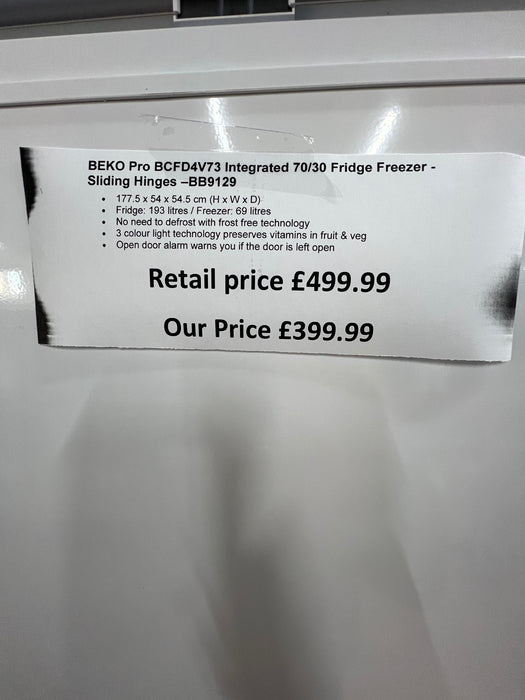 BEKO Pro BCFD4V73 Integrated 70/30 Fridge Freezer -
Sliding Hinges –BB9129
• 177.5 x 54 x 54.5 cm (H x W x D)
• Fridge: 193 litres / Freezer: 69 litres
• No need to defrost with frost free technology
• 3 colour light technology preserves vitamins in fruit & veg
• Open door alarm warns you if the door is left open
Retail price £499.99
Our Price £399.99